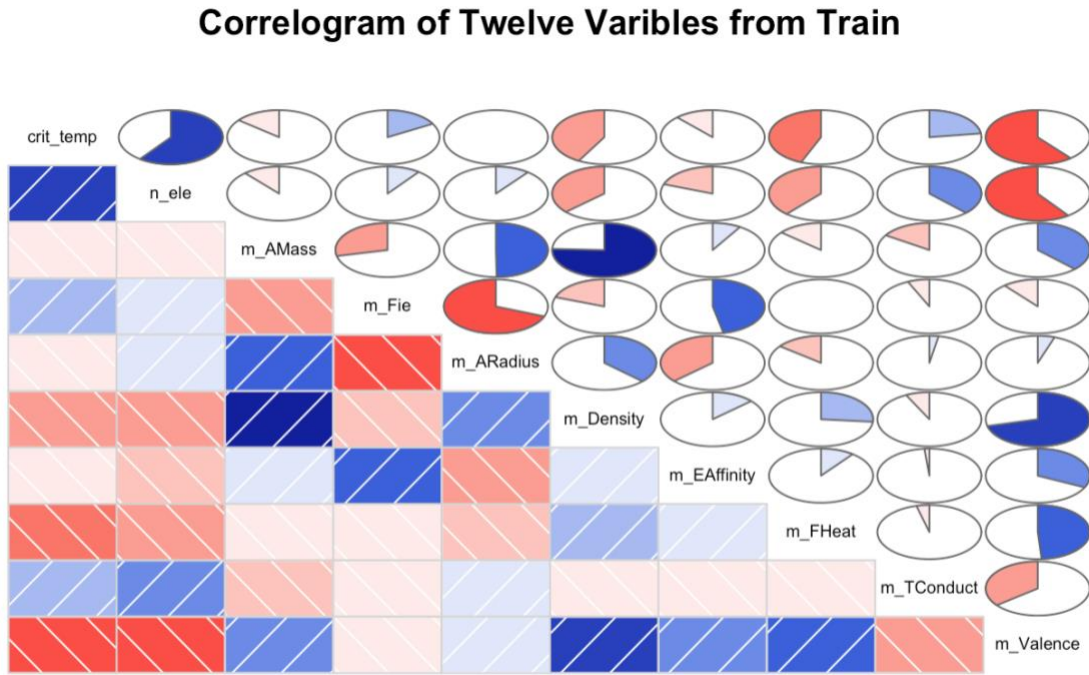 Correlogram of Twelve Varibles from Train
crit_temp
n_ele
m_AMass
m_Fie
m_ARadius
m_Density
m_EAffinity
m_FHeat
m_TConduct
m_Valence